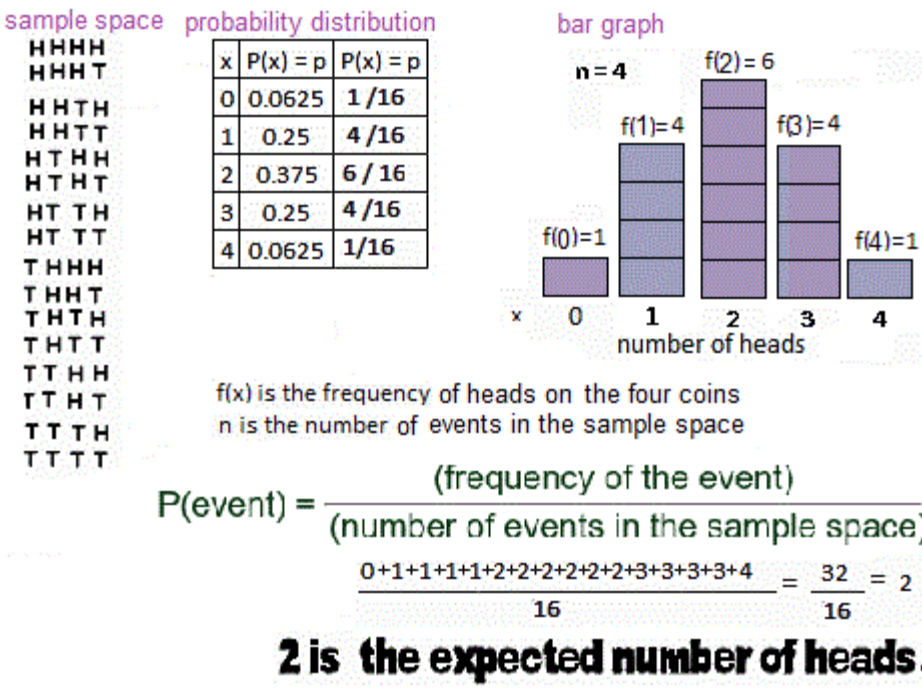 sample space
HHHH
HHHT
HHTH
HHTT
HTHH
HTHT
HT TH
HT TT
THHH
THHT
THTH
THTT
TTHH
TTHT
TTTH
TTTT
probability distribution
x P(x) = p P(x) = p
0 0.0625 1/16
1 0.25 4/16
2 0.375 6/16
3 0.25 4/16
4 0.0625 1/16
bar graph
n=4
f(2)=6
f(1)=4
f(3)=4
f(0)=1
f(4)=1
x 0 1 2 3 4
number of heads
f(x) is the frequency of heads on the four coins
n is the number of events in the sample space
P(event) = (frequency of the event)
(number of events in the sample space)
0+1+1+1+1+2+2+2+2+2+2+3+3+3+3+4 = 32 = 2
16 16
2 is the expected number of heads.